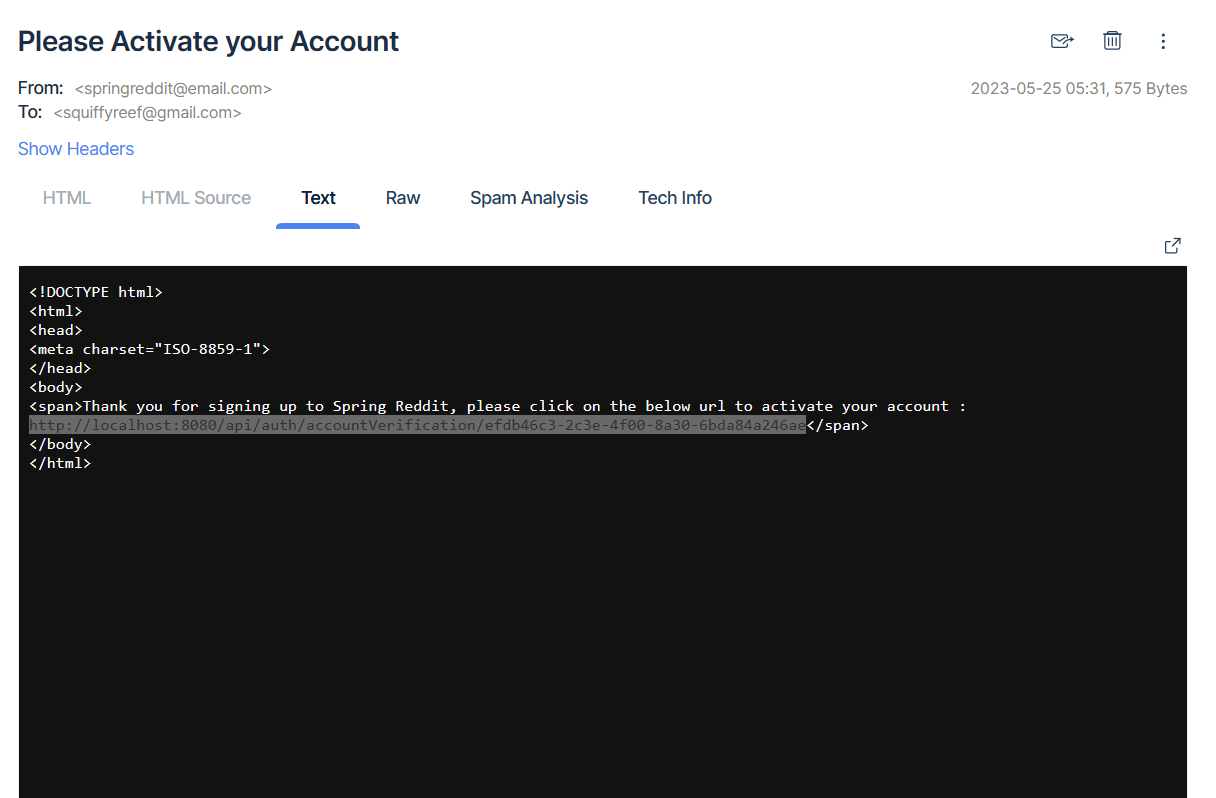 Please Activate your Account
From: <springreddit@email.com>
2023-05-25 05:31, 575 Bytes
To: <squiffyreef@gmail.com>
Show Headers
HTML HTML Source Text Raw Spam Analysis Tech Info
<!DOCTYPE html>
<html>
<head>
<meta charset="ISO-8859-1">
</head>
<body>
<span>Thank you for signing up to Spring Reddit, please click on the below url to activate your account :
http://localhost:8080/api/auth/accountVerification/efdb46c3-2c3e-4f00-8a30-6bda84a246ae</span>
</body>
</html>